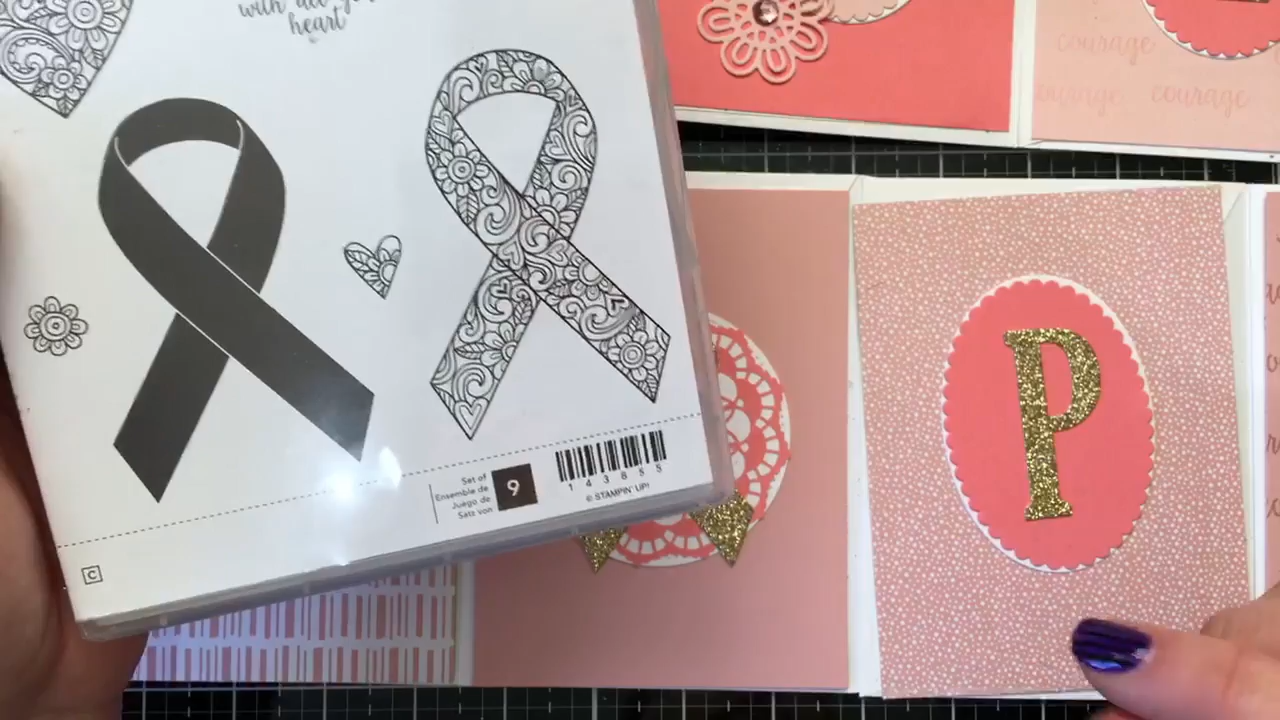 with all your
heart
courage
courage courage
P
Set of
Ensemble de
Juego de
Satz von
9
1 4 3 8 5 5
© STAMPIN' UP!
C